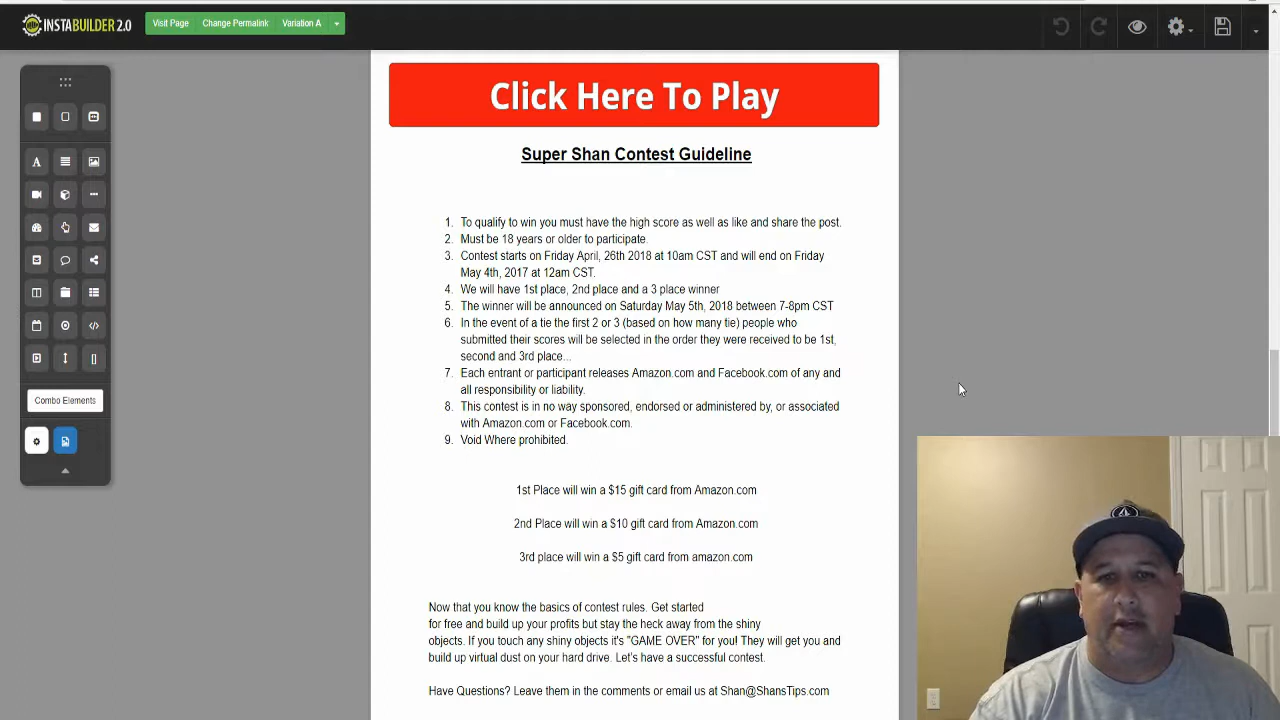 INSTABUILDER 2.0
Visit Page Change Permalink Variation A
Click Here To Play
Super Shan Contest Guideline
1. To qualify to win you must have the high score as well as like and share the post.
2. Must be 18 years or older to participate.
3. Contest starts on Friday April, 26th 2018 at 10am CST and will end on Friday
May 4th, 2017 at 12am CST.
4. We will have 1st place, 2nd place and a 3 place winner
5. The winner will be announced on Saturday May 5th, 2018 between 7-8pm CST
6. In the event of a tie the first 2 or 3 (based on how many tie) people who
submitted their scores will be selected in the order they were received to be 1st,
second and 3rd place...
7. Each entrant or participant releases Amazon.com and Facebook.com of any and
all responsibility or liability.
8. This contest is in no way sponsored, endorsed or administered by, or associated
with Amazon.com or Facebook.com.
9. Void Where prohibited.
Combo Elements
1st Place will win a $15 gift card from Amazon.com
2nd Place will win a $10 gift card from Amazon.com
3rd place will win a $5 gift card from amazon.com
Now that you know the basics of contest rules. Get started
for free and build up your profits but stay the heck away from the shiny
objects. If you touch any shiny objects it's "GAME OVER" for you! They will get you and
build up virtual dust on your hard drive. Let's have a successful contest.
Have Questions? Leave them in the comments or email us at Shan@ShansTips.com